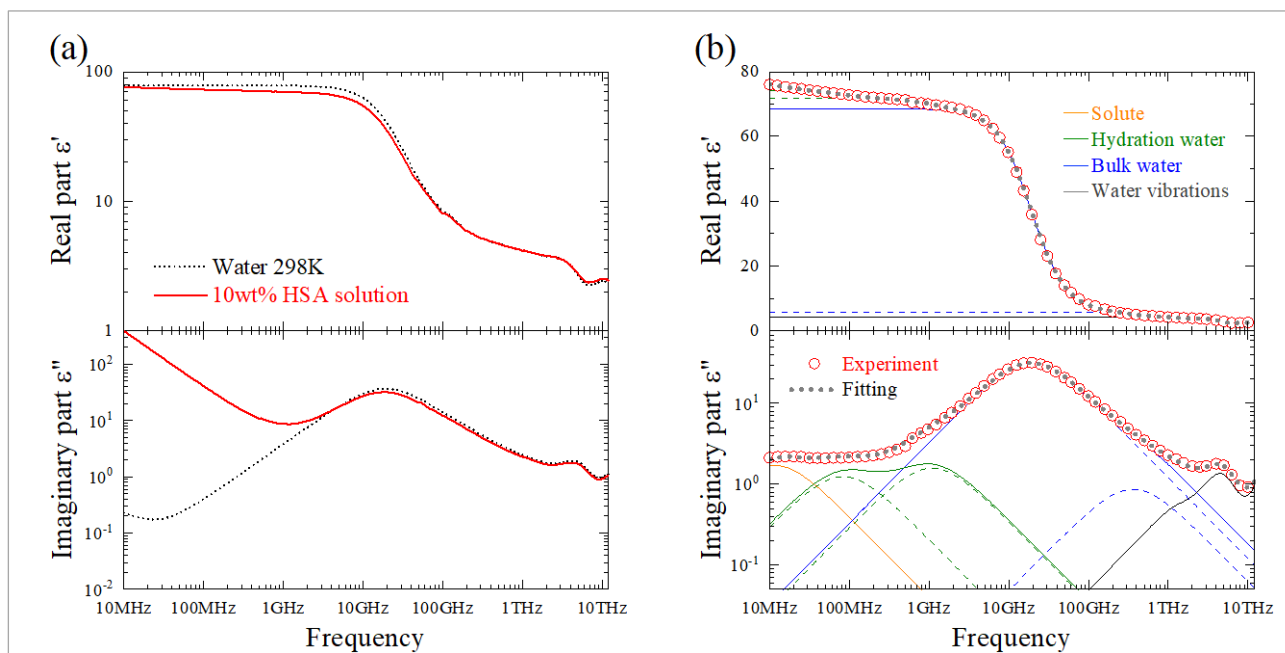 (a)
100
10
1
Real part ε'
Water 298K
10wt% HSA solution
10²
10¹
10⁰
10⁻¹
10⁻²
Imaginary part ε"
10MHz 100MHz 1GHz 10GHz 100GHz 1THz 10THz
Frequency
(b)
80
60
40
20
0
Real part ε'
Solute
Hydration water
Bulk water
Water vibrations
10¹
10⁰
10⁻¹
Imaginary part ε"
Experiment
Fitting
10MHz 100MHz 1GHz 10GHz 100GHz 1THz 10THz
Frequency